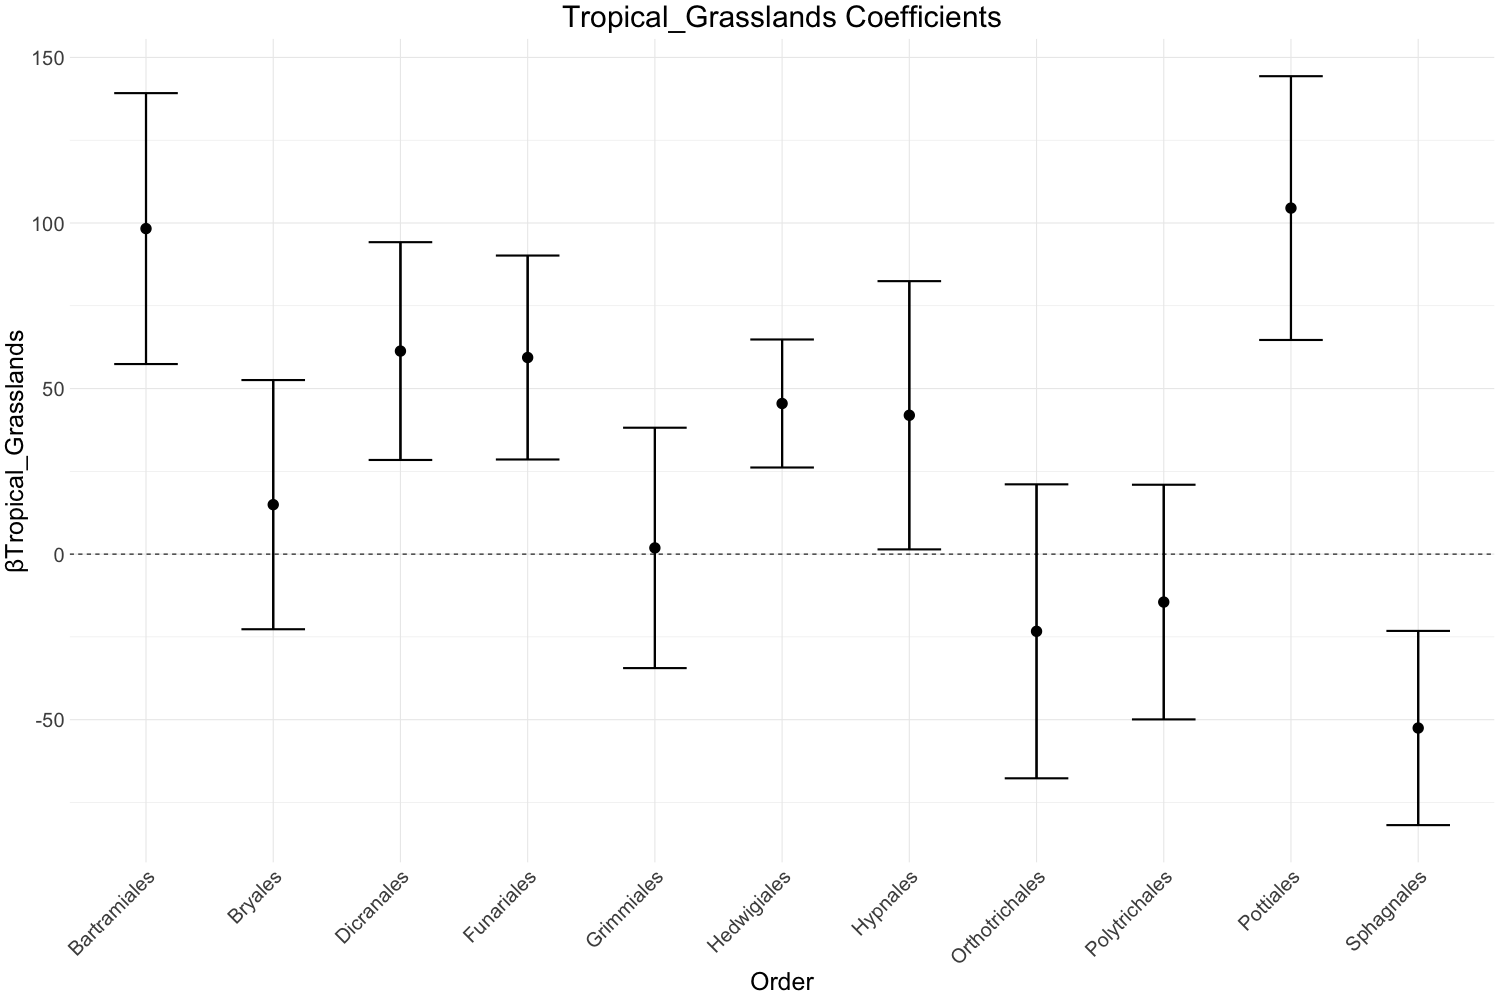 Tropical_Grasslands Coefficients
βTropical_Grasslands
150
100
50
0
-50
Bartramiales
Bryales
Dicranales
Funariales
Grimmiales
Hedwigiales
Hypnales
Orthotrichales
Polytrichales
Pottiales
Sphagnales
Order